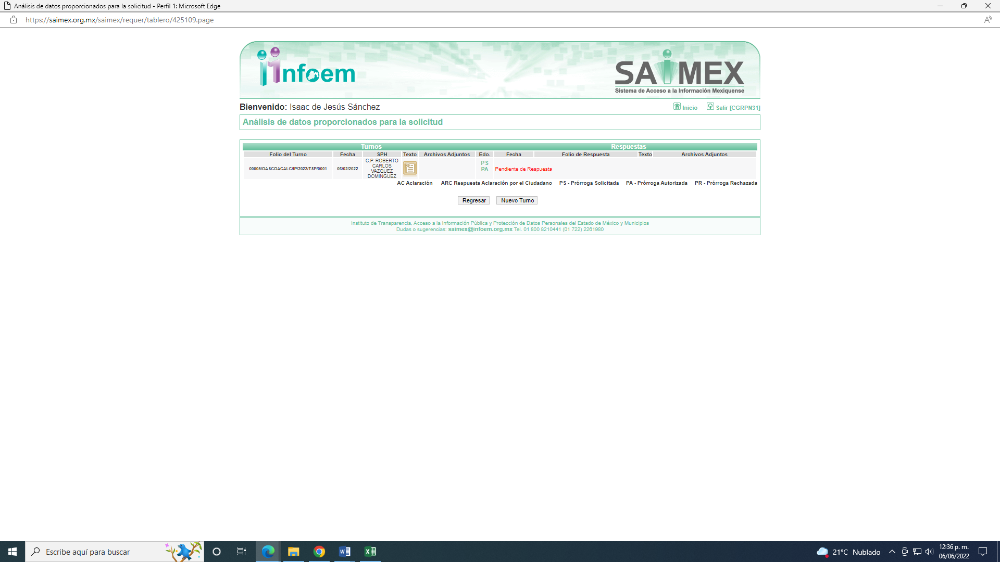 Análisis de datos proporcionados para la solicitud - Perfil 1: Microsoft Edge
https://saimex.org.mx/saimex/requer/tablero/425109.page
infoem
SAIMEX
Sistema de Acceso a la Información Mexiquense
Bienvenido: Isaac de Jesús Sánchez
Inicio Salir [CGRPN31]
Análisis de datos proporcionados para la solicitud
Turnos Respuestas
Folio del Turno Fecha SPH Texto Archivos Adjuntos Edo. Fecha Folio de Respuesta Texto Archivos Adjuntos
00005/OASCOACALC/IP/2022/TSP/0001 06/02/2022 C.P. ROBERTO CARLOS VAZQUEZ DOMINGUEZ PS PA Pendiente de Respuesta
AC Aclaración ARC Respuesta Aclaración por el Ciudadano PS - Prórroga Solicitada PA - Prórroga Autorizada PR - Prórroga Rechazada
Regresar Nuevo Turno
Instituto de Transparencia, Acceso a la Información Pública y Protección de Datos Personales del Estado de México y Municipios
Dudas o sugerencias: saimex@infoem.org.mx Tel. 01 800 8210441 (01 722) 2261980
Escribe aquí para buscar
21°C Nublado
12:36 p. m.
06/06/2022